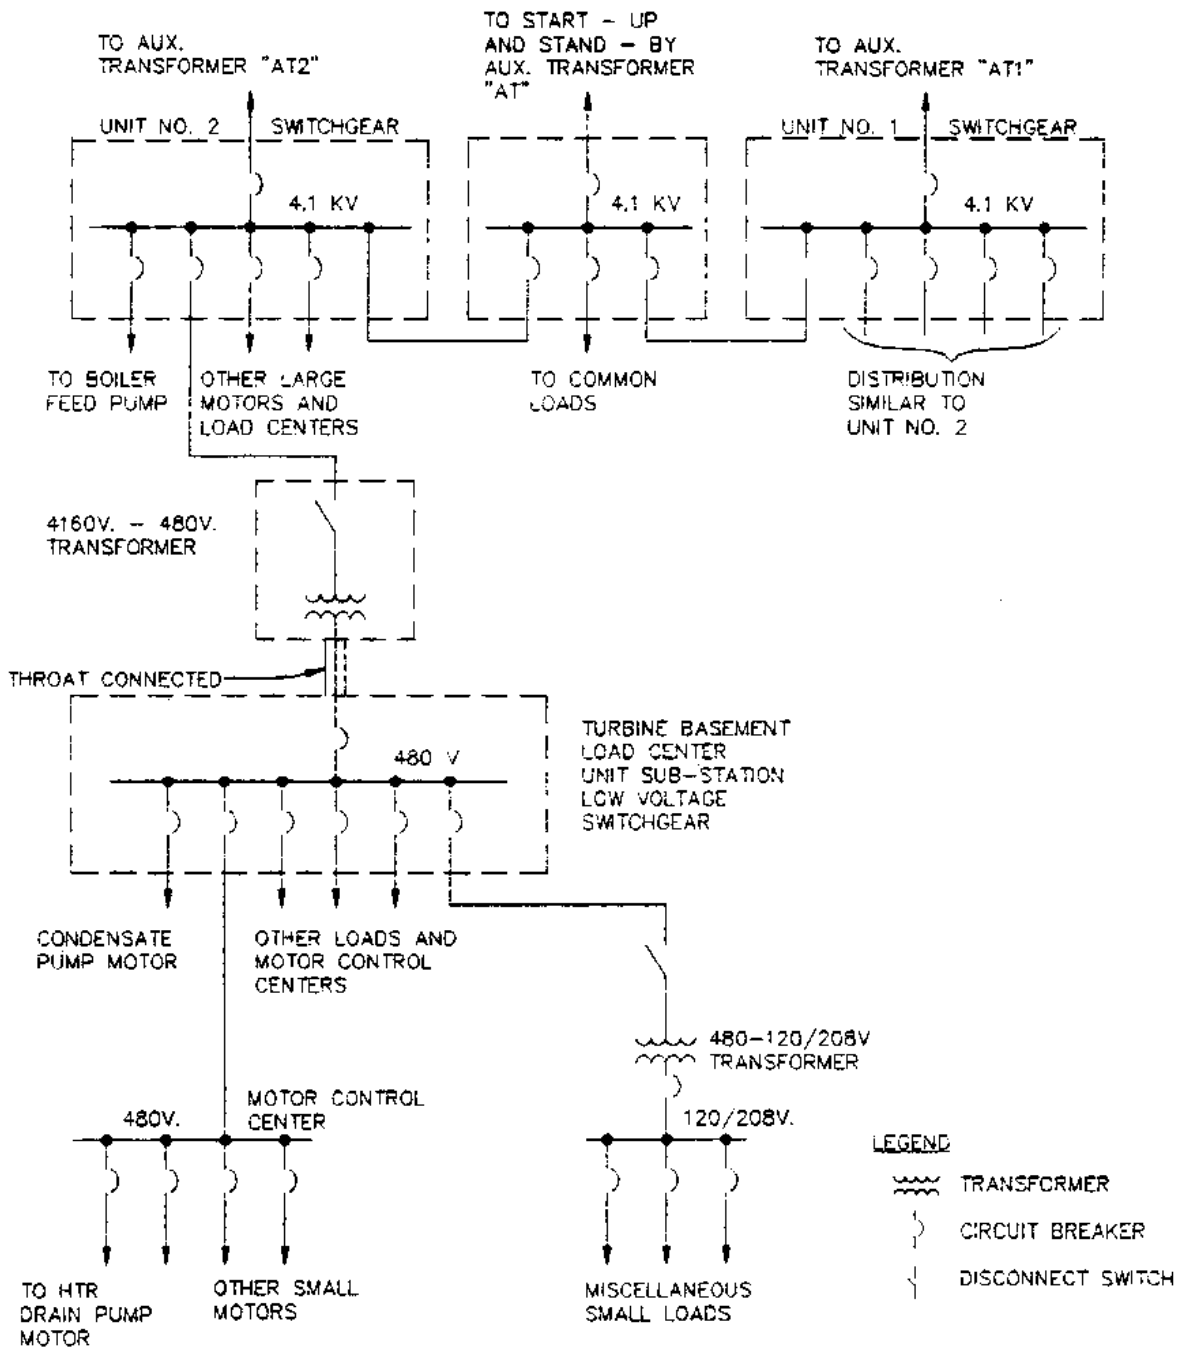 TO AUX.
TRANSFORMER "AT2"
TO START - UP
AND STAND - BY
AUX. TRANSFORMER
"AT"
TO AUX.
TRANSFORMER "AT1"
UNIT NO. 2 SWITCHGEAR
UNIT NO. 1 SWITCHGEAR
4.1 KV
4.1 KV
4.1 KV
TO BOILER
FEED PUMP
OTHER LARGE
MOTORS AND
LOAD CENTERS
TO COMMON
LOADS
DISTRIBUTION
SIMILAR TO
UNIT NO. 2
4160V. - 480V.
TRANSFORMER
THROAT CONNECTED
480 V
TURBINE BASEMENT
LOAD CENTER
UNIT SUB-STATION
LOW VOLTAGE
SWITCHGEAR
CONDENSATE
PUMP MOTOR
OTHER LOADS AND
MOTOR CONTROL
CENTERS
480-120/208V
TRANSFORMER
MOTOR CONTROL
CENTER
480V.
120/208V.
TO HTR
DRAIN PUMP
MOTOR
OTHER SMALL
MOTORS
MISCELLANEOUS
SMALL LOADS
LEGEND
TRANSFORMER
CIRCUIT BREAKER
DISCONNECT SWITCH